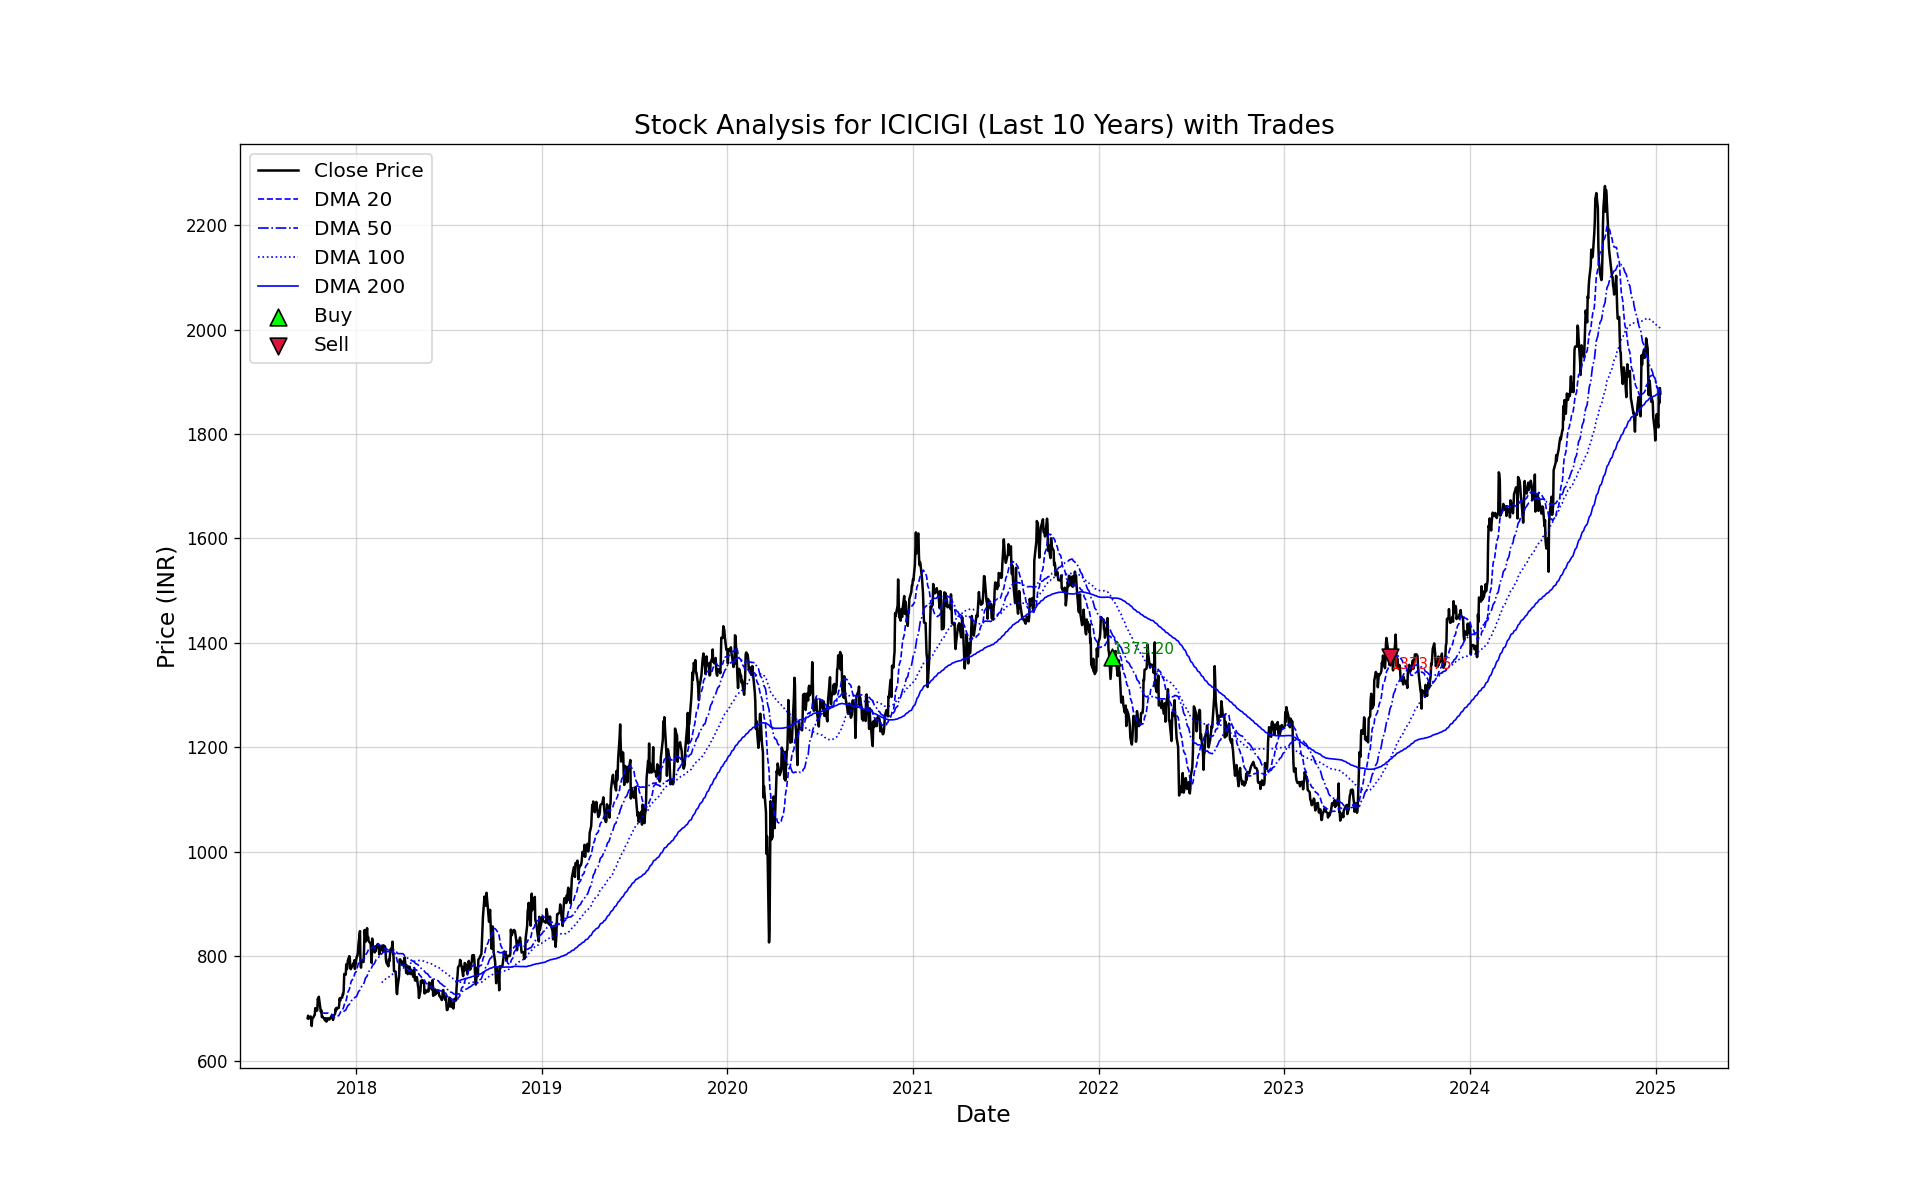 Stock Analysis for ICICIGI (Last 10 Years) with Trades
Close Price
DMA 20
DMA 50
DMA 100
DMA 200
Buy
Sell
Price (INR)
2200
2000
1800
1600
1400
1200
1000
800
600
1373.20
2018
2019
2020
2021
2022
2023
2024
2025
Date